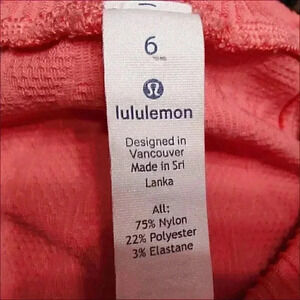 6
lululemon
Designed in
Vancouver
Made in Sri
Lanka
All:
75% Nylon
22% Polyester
3% Elastane